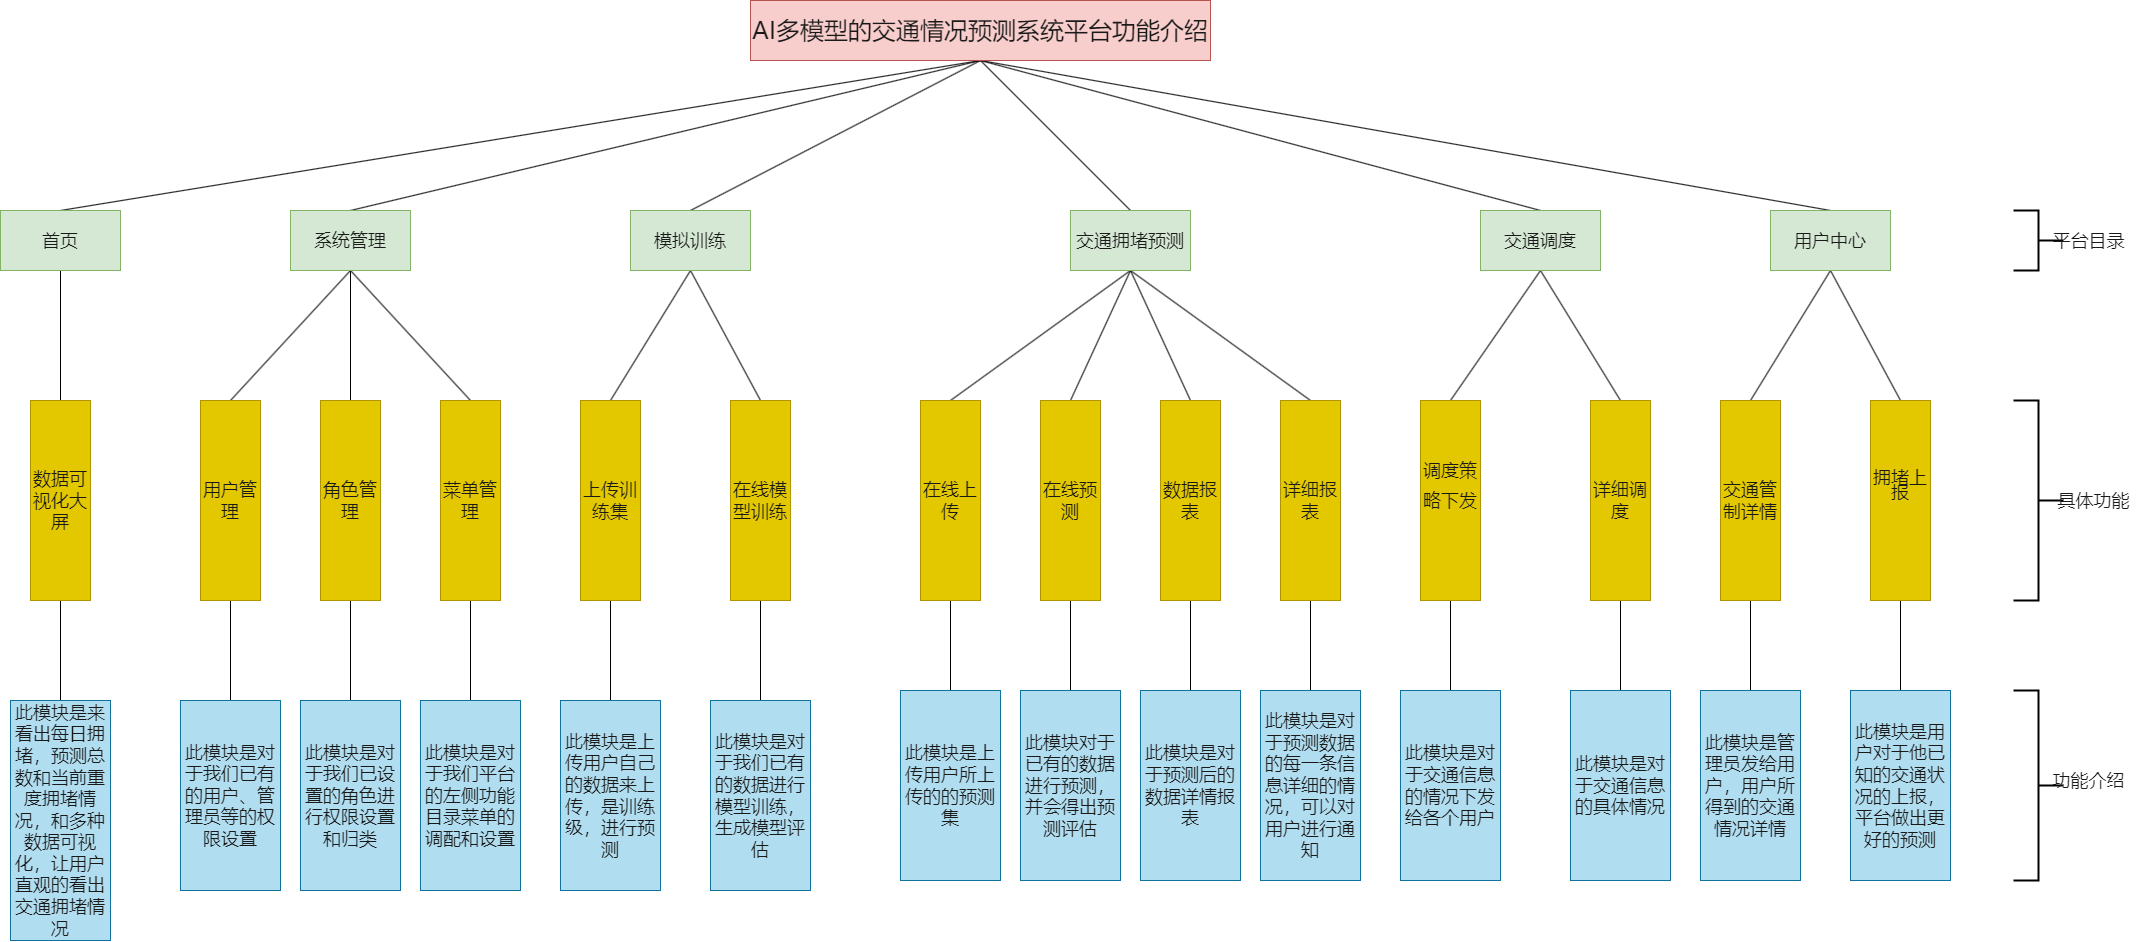 AI多模型的交通情况预测系统平台功能介绍
首页
系统管理
模拟训练
交通拥堵预测
交通调度
用户中心
平台目录
数据可
视化大
屏
用户管
理
角色管
理
菜单管
理
上传训
练集
在线模
型训练
在线上
传
在线预
测
数据报
表
详细报
表
调度策
略下发
详细调
度
交通管
制详情
拥堵上
报
具体功能
此模块是来
看出每日拥
堵，预测总
数和当前重
度拥堵情
况，和多种
数据可视
化，让用户
直观的看出
交通拥堵情
况
此模块是对
于我们已有
的用户、管
理员等的权
限设置
此模块是对
于我们已设
置的角色进
行权限设置
和归类
此模块是对
于我们平台
的左侧功能
目录菜单的
调配和设置
此模块是上
传用户自己
的数据来上
传，是训练
级，进行预
测
此模块是对
于我们已有
的数据进行
模型训练，
生成模型评
估
此模块是上
传用户所上
传的的预测
集
此模块对于
已有的数据
进行预测，
并会得出预
测评估
此模块是对
于预测后的
数据详情报
表
此模块是对
于预测数据
的每一条信
息详细的情
况，可以对
用户进行通
知
此模块是对
于交通信息
的情况下发
给各个用户
此模块是对
于交通信息
的具体情况
此模块是管
理员发给用
户，用户所
得到的交通
情况详情
此模块是用
户对于他已
知的交通状
况的上报，
平台做出更
好的预测
功能介绍